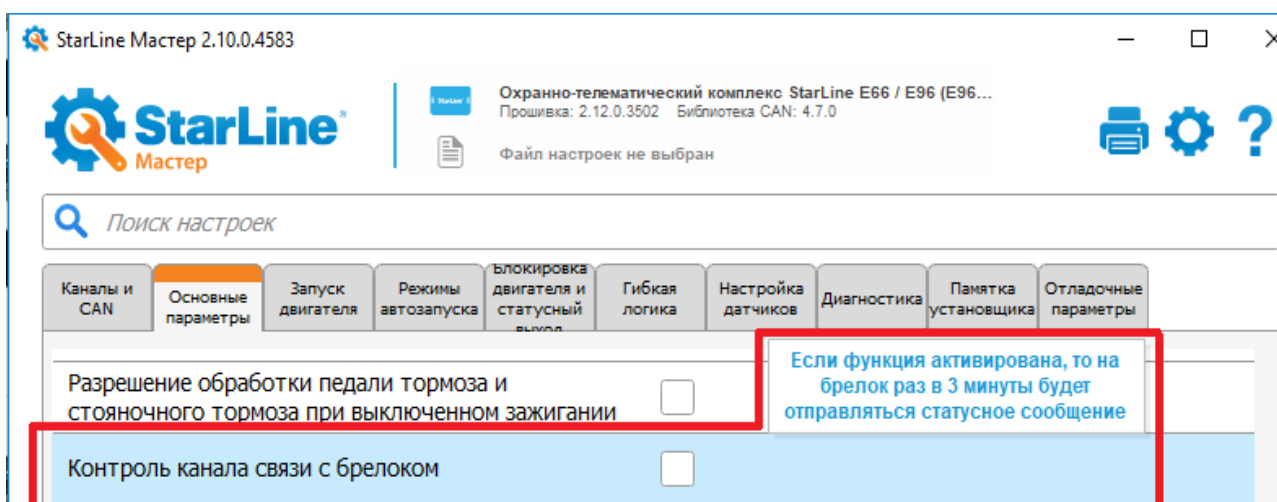 StarLine Мастер 2.10.0.4583
StarLine
Охранно-телематический комплекс StarLine E66 / E96 (E96...
Прошивка: 2.12.0.3502 Библиотека CAN: 4.7.0
StarLine
Мастер
Файл настроек не выбран
?
Поиск настроек
Каналы и
CAN
Основные
параметры
Запуск
двигателя
Режимы
автозапуска
Блокировка
двигателя и
статусный
выход
Гибкая
логика
Настройка
датчиков
Диагностика
Памятка
установщика
Отладочные
параметры
Разрешение обработки педали тормоза и
стояночного тормоза при выключенном зажигании
Если функция активирована, то на
брелок раз в 3 минуты будет
отправляться статусное сообщение
Контроль канала связи с брелоком